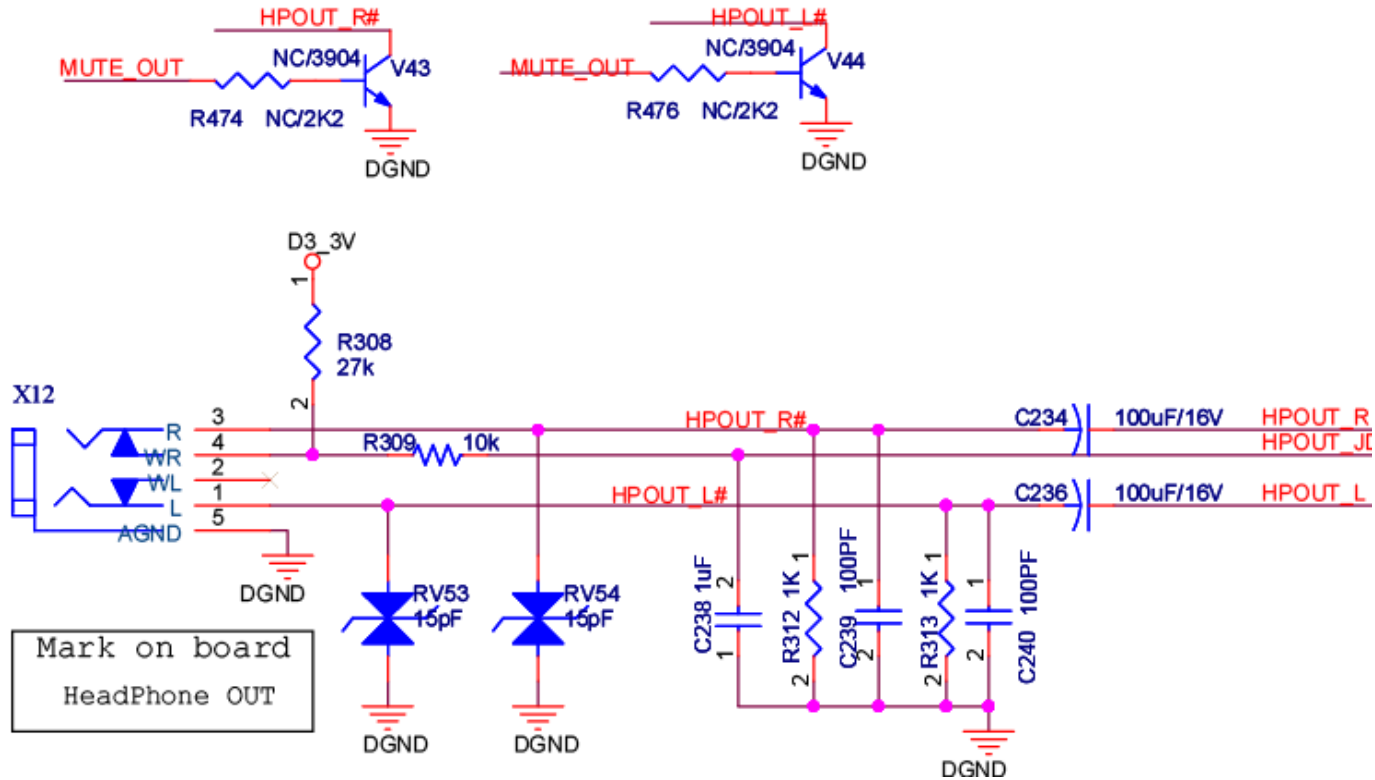 HPOUT_R#
NC/3904
V43
MUTE_OUT
R474
NC/2K2
DGND
HPOUT_L#
NC/3904
V44
MUTE_OUT
R476
NC/2K2
DGND
D3_3V
1
R308
27k
2
X12
3
R
4
WR
2
WL
1
L
5
AGND
DGND
R309
10k
HPOUT_R#
HPOUT_L#
C234
100uF/16V
HPOUT_R
HPOUT_JD
C236
100uF/16V
HPOUT_L
RV53
15pF
DGND
RV54
15pF
DGND
C238 1uF
2
1
R312 1K
1
2
C239 100PF
1
2
R313 1K
1
2
C240 100PF
1
2
DGND
Mark on board
HeadPhone OUT